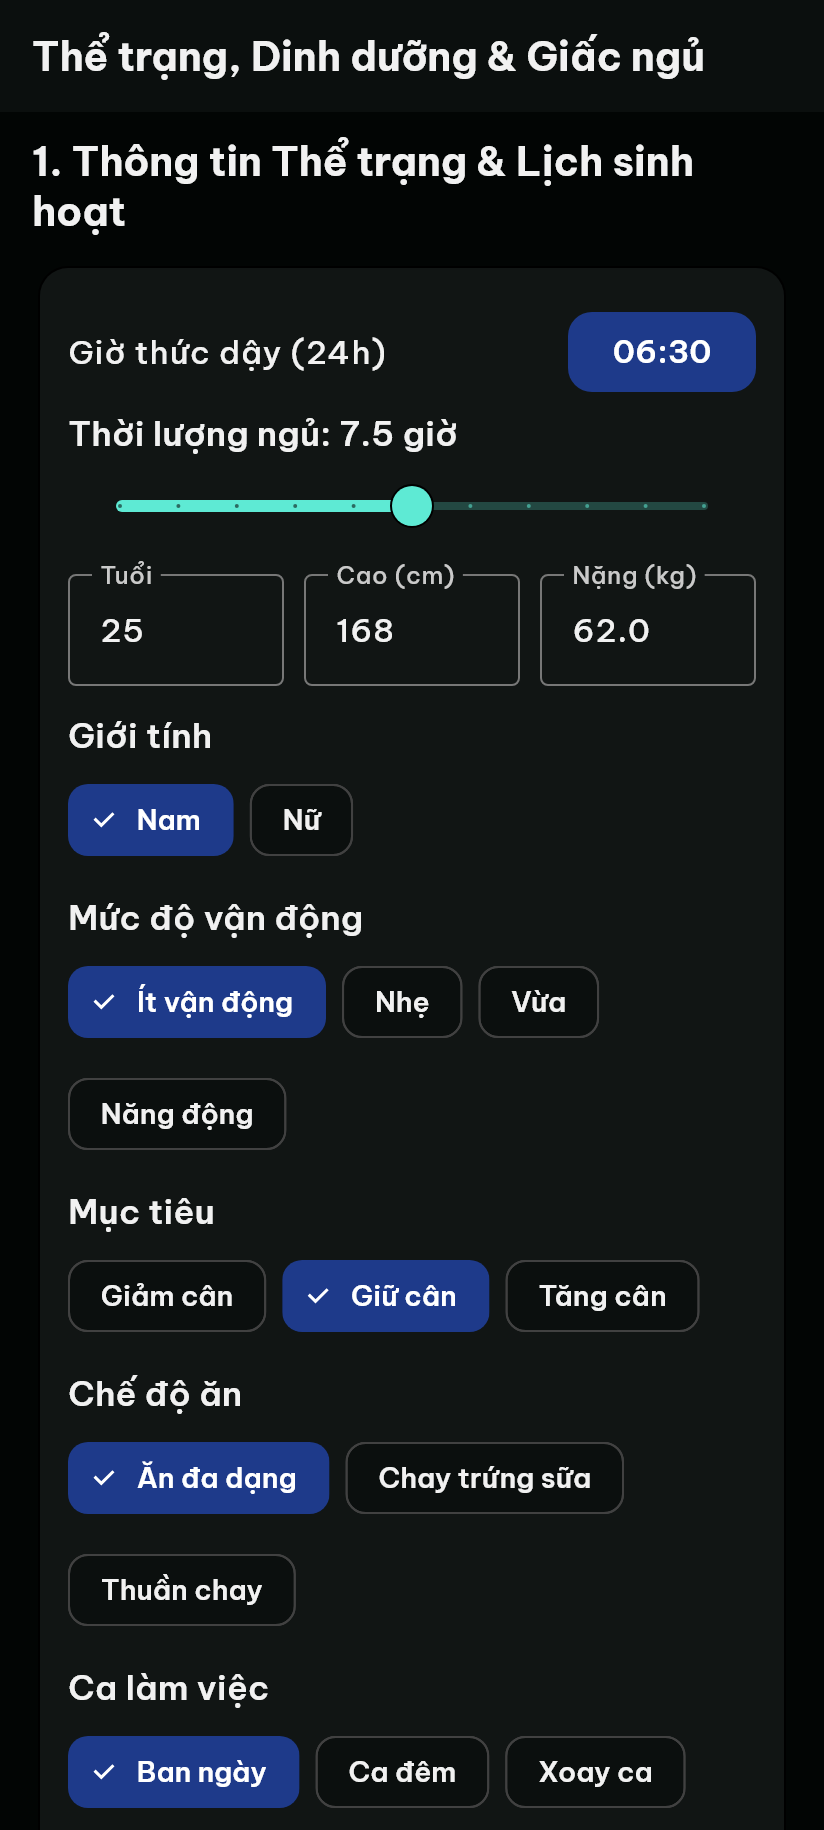 Thể trạng, Dinh dưỡng & Giấc ngủ
1. Thông tin Thể trạng & Lịch sinh
hoạt
Giờ thức dậy (24h)
06:30
Thời lượng ngủ: 7.5 giờ
Tuổi
Cao (cm)
Nặng (kg)
25
168
62.0
Giới tính
Nam
Nữ
Mức độ vận động
Ít vận động
Nhẹ
Vừa
Năng động
Mục tiêu
Giảm cân
Giữ cân
Tăng cân
Chế độ ăn
Ăn đa dạng
Chay trứng sữa
Thuần chay
Ca làm việc
Ban ngày
Ca đêm
Xoay ca